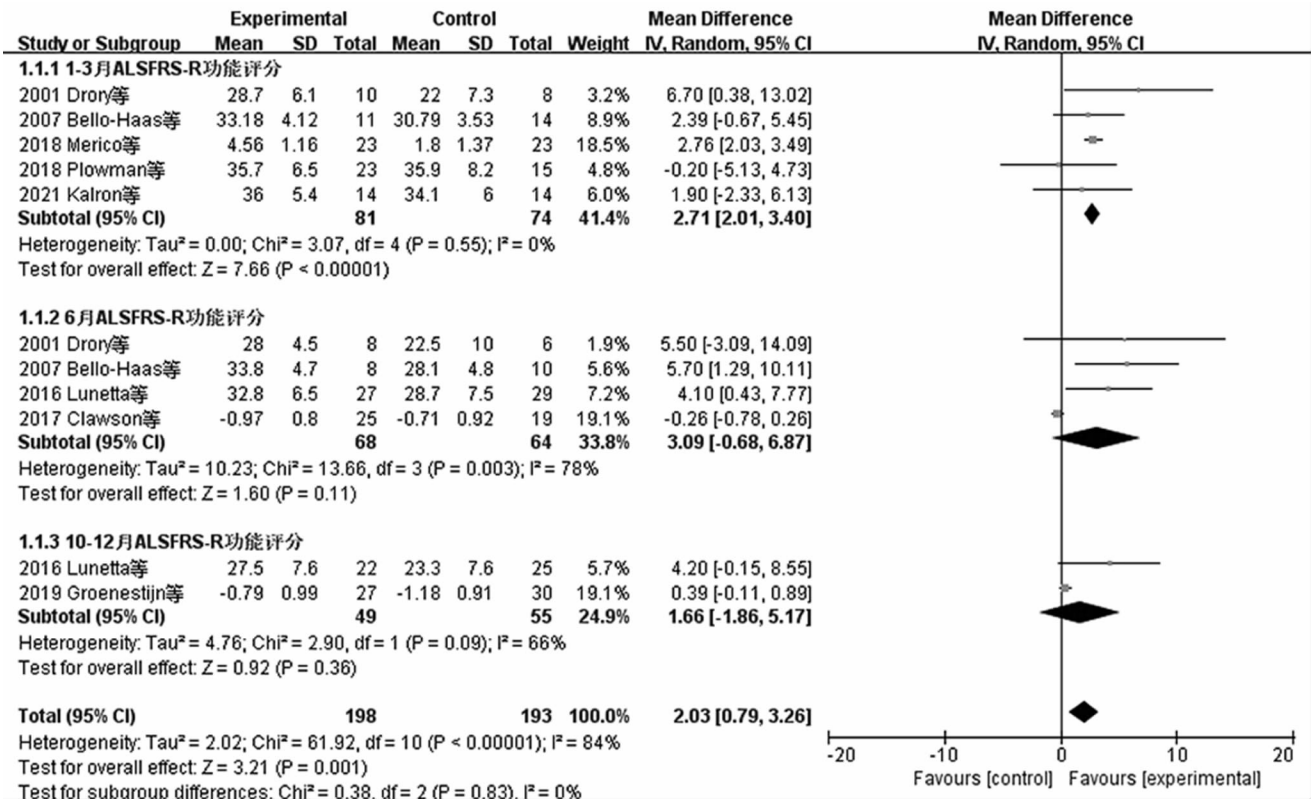 Experimental Control Mean Difference Mean Difference
Study or Subgroup Mean SD Total Mean SD Total Weight IV, Random, 95% CI IV, Random, 95% CI
1.1.1 1-3月ALSFRS-R功能评分
2001 Drory等 28.7 6.1 10 22 7.3 8 3.2% 6.70 [0.38, 13.02]
2007 Bello-Haas等 33.18 4.12 11 30.79 3.53 14 8.9% 2.39 [-0.67, 5.45]
2018 Merico等 4.56 1.16 23 1.8 1.37 23 18.5% 2.76 [2.03, 3.49]
2018 Plowman等 35.7 6.5 23 35.9 8.2 15 4.8% -0.20 [-5.13, 4.73]
2021 Kalron等 36 5.4 14 34.1 6 14 6.0% 1.90 [-2.33, 6.13]
Subtotal (95% CI) 81 74 41.4% 2.71 [2.01, 3.40]
Heterogeneity: Tau² = 0.00; Chi² = 3.07, df = 4 (P = 0.55); I² = 0%
Test for overall effect: Z = 7.66 (P < 0.00001)
1.1.2 6月ALSFRS-R功能评分
2001 Drory等 28 4.5 8 22.5 10 6 1.9% 5.50 [-3.09, 14.09]
2007 Bello-Haas等 33.8 4.7 8 28.1 4.8 10 5.6% 5.70 [1.29, 10.11]
2016 Lunetta等 32.8 6.5 27 28.7 7.5 29 7.2% 4.10 [0.43, 7.77]
2017 Clawson等 -0.97 0.8 25 -0.71 0.92 19 19.1% -0.26 [-0.78, 0.26]
Subtotal (95% CI) 68 64 33.8% 3.09 [-0.68, 6.87]
Heterogeneity: Tau² = 10.23; Chi² = 13.66, df = 3 (P = 0.003); I² = 78%
Test for overall effect: Z = 1.60 (P = 0.11)
1.1.3 10-12月ALSFRS-R功能评分
2016 Lunetta等 27.5 7.6 22 23.3 7.6 25 5.7% 4.20 [-0.15, 8.55]
2019 Groenestijn等 -0.79 0.99 27 -1.18 0.91 30 19.1% 0.39 [-0.11, 0.89]
Subtotal (95% CI) 49 55 24.9% 1.66 [-1.86, 5.17]
Heterogeneity: Tau² = 4.76; Chi² = 2.90, df = 1 (P = 0.09); I² = 66%
Test for overall effect: Z = 0.92 (P = 0.36)
Total (95% CI) 198 193 100.0% 2.03 [0.79, 3.26]
Heterogeneity: Tau² = 2.02; Chi² = 61.92, df = 10 (P < 0.00001); I² = 84%
Test for overall effect: Z = 3.21 (P = 0.001)
Test for subgroup differences: Chi² = 0.38, df = 2 (P = 0.83), I² = 0%
-20 -10 0 10 20
Favours [control] Favours [experimental]